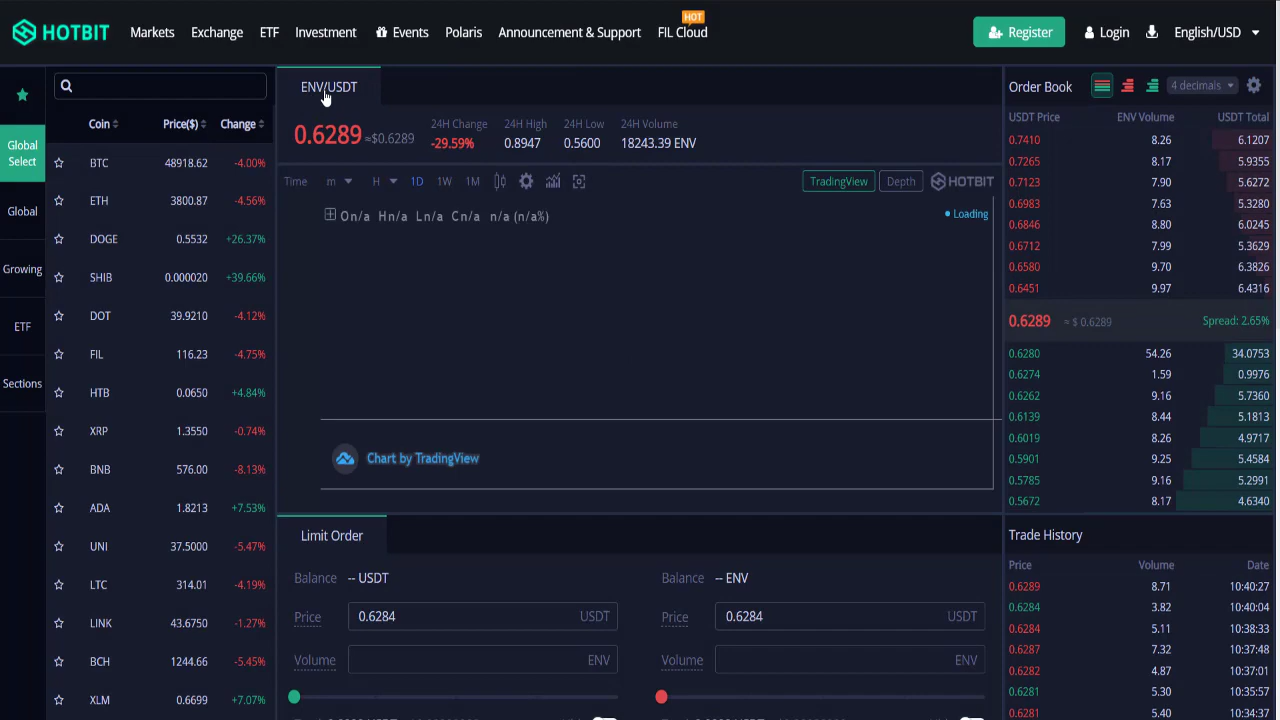 HOTBIT Markets Exchange ETF Investment Events Polaris Announcement & Support FIL Cloud HOT Register Login English/USD
Global Select
Global
Growing
ETF
Sections
Coin Price($) Change
BTC 48918.62 -4.00%
ETH 3800.87 -4.56%
DOGE 0.5532 +26.37%
SHIB 0.000020 +39.66%
DOT 39.9210 -4.12%
FIL 116.23 -4.75%
HTB 0.0650 +4.84%
XRP 1.3550 -0.74%
BNB 576.00 -8.13%
ADA 1.8213 +7.53%
UNI 37.5000 -5.47%
LTC 314.01 -4.19%
LINK 43.6750 -1.27%
BCH 1244.66 -5.45%
XLM 0.6699 +7.07%
ENV/USDT
24H Change 24H High 24H Low 24H Volume
0.6289 ≈$0.6289 -29.59% 0.8947 0.5600 18243.39 ENV
Time m H 1D 1W 1M TradingView Depth HOTBIT
On/a Hn/a Ln/a Cn/a n/a (n/a%) Loading
Chart by TradingView
Limit Order
Balance -- USDT Balance -- ENV
Price 0.6284 USDT Price 0.6284 USDT
Volume ENV Volume ENV
Order Book 4 decimals
USDT Price ENV Volume USDT Total
0.7410 8.26 6.1207
0.7265 8.17 5.9355
0.7123 7.90 5.6272
0.6983 7.63 5.3280
0.6846 8.80 6.0245
0.6712 7.99 5.3629
0.6580 9.70 6.3826
0.6451 9.97 6.4316
0.6289 ≈ $ 0.6289 Spread: 2.65%
0.6280 54.26 34.0753
0.6274 1.59 0.9976
0.6262 9.16 5.7360
0.6139 8.44 5.1813
0.6019 8.26 4.9717
0.5901 9.25 5.4584
0.5785 9.16 5.2991
0.5672 8.17 4.6340
Trade History
Price Volume Date
0.6289 8.71 10:40:27
0.6284 3.82 10:40:04
0.6284 5.11 10:38:33
0.6287 7.32 10:37:48
0.6282 4.87 10:37:01
0.6281 5.30 10:35:57
0.6285 5.40 10:34:37